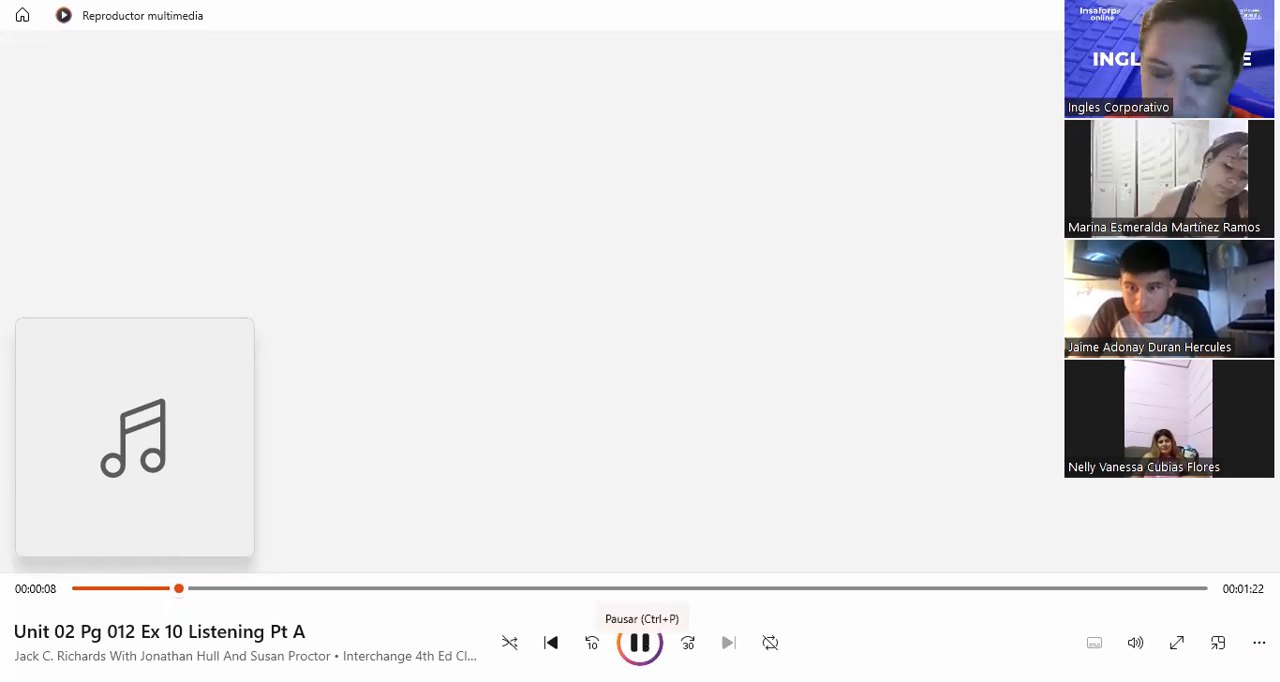 Reproductor multimedia
Insaforp
online
INGL
E
Ingles Corporativo
Marina Esmeralda Martínez Ramos
Jaime Adonay Duran Hercules
Nelly Vanessa Cubias Flores
00:00:08
00:01:22
Pausar (Ctrl+P)
Unit 02 Pg 012 Ex 10 Listening Pt A
Jack C. Richards With Jonathan Hull And Susan Proctor • Interchange 4th Ed Cl...
10
30